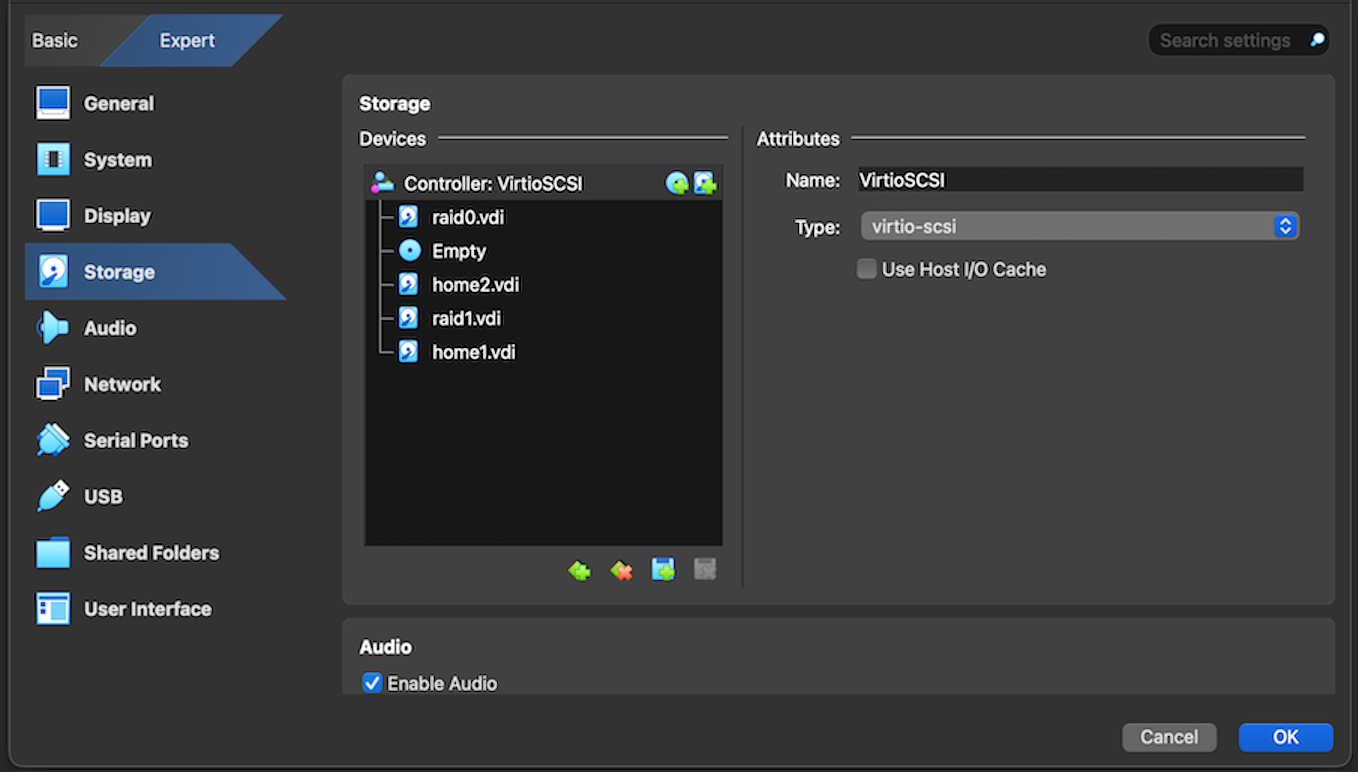 Basic
Expert
Search settings
General
System
Display
Storage
Audio
Network
Serial Ports
USB
Shared Folders
User Interface
Storage
Devices
Controller: VirtioSCSI
raid0.vdi
Empty
home2.vdi
raid1.vdi
home1.vdi
Attributes
Name: VirtioSCSI
Type: virtio-scsi
Use Host I/O Cache
Audio
Enable Audio
Cancel
OK